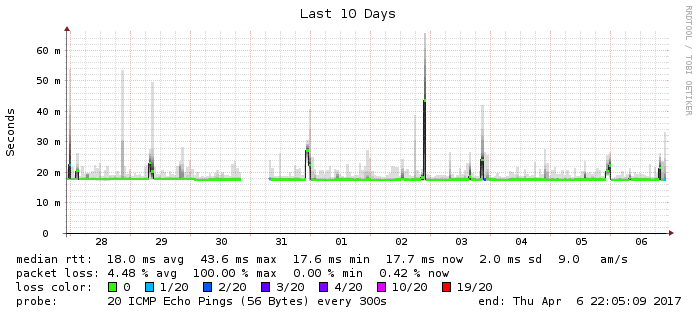 Last 10 Days
RRDTOOL / TOBI OETIKER
Seconds
60 m
50 m
40 m
30 m
20 m
10 m
0
28 29 30 31 01 02 03 04 05 06
median rtt: 18.0 ms avg 43.6 ms max 17.6 ms min 17.7 ms now 2.0 ms sd 9.0 am/s
packet loss: 4.48 % avg 100.00 % max 0.00 % min 0.42 % now
loss color: 0 1/20 2/20 3/20 4/20 10/20 19/20
probe: 20 ICMP Echo Pings (56 Bytes) every 300s end: Thu Apr 6 22:05:09 2017